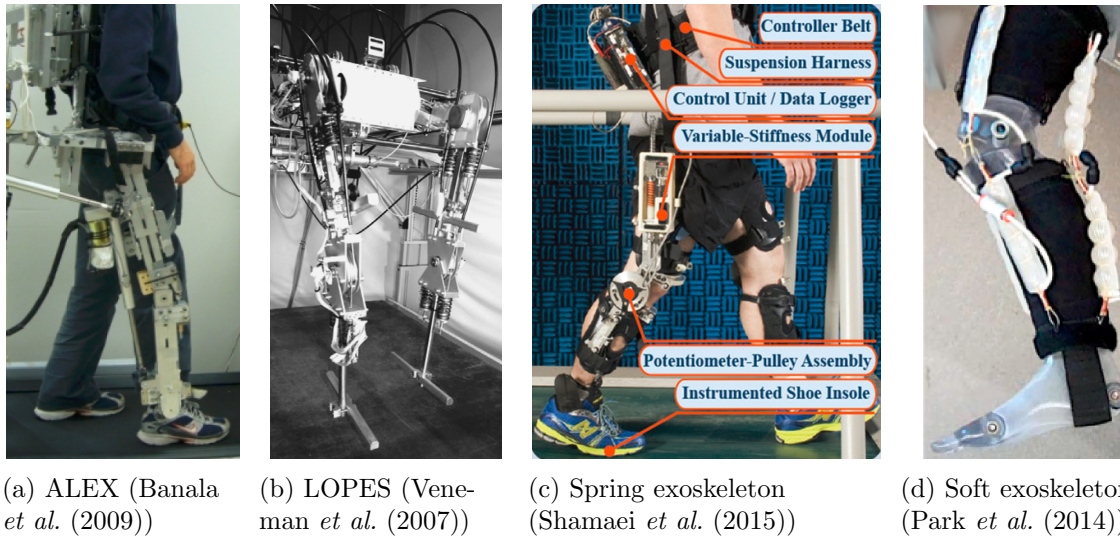 Controller Belt
Suspension Harness
Control Unit / Data Logger
Variable-Stiffness Module
Potentiometer-Pulley Assembly
Instrumented Shoe Insole
(a) ALEX (Banala
et al. (2009))
(b) LOPES (Vene-
man et al. (2007))
(c) Spring exoskeleton
(Shamaei et al. (2015))
(d) Soft exoskeleton
(Park et al. (2014))